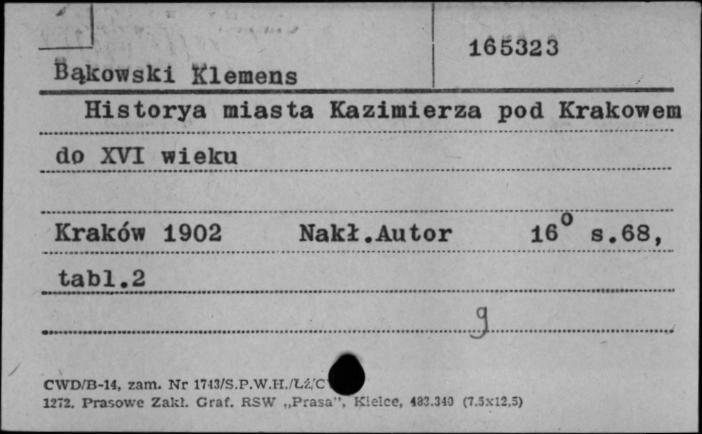 165323
Bąkowski Klemens
Historya miasta Kazimierza pod Krakowem
do XVI wieku
Kraków 1902 Nakł.Autor 16° s.68,
tabl.2
g
CWD/B-14, zam. Nr 1743/S.P.W.H./Łź/C
1272. Prasowe Zakł. Graf. RSW „Prasa”, Kielce, 483.340 (7,5x12,5)